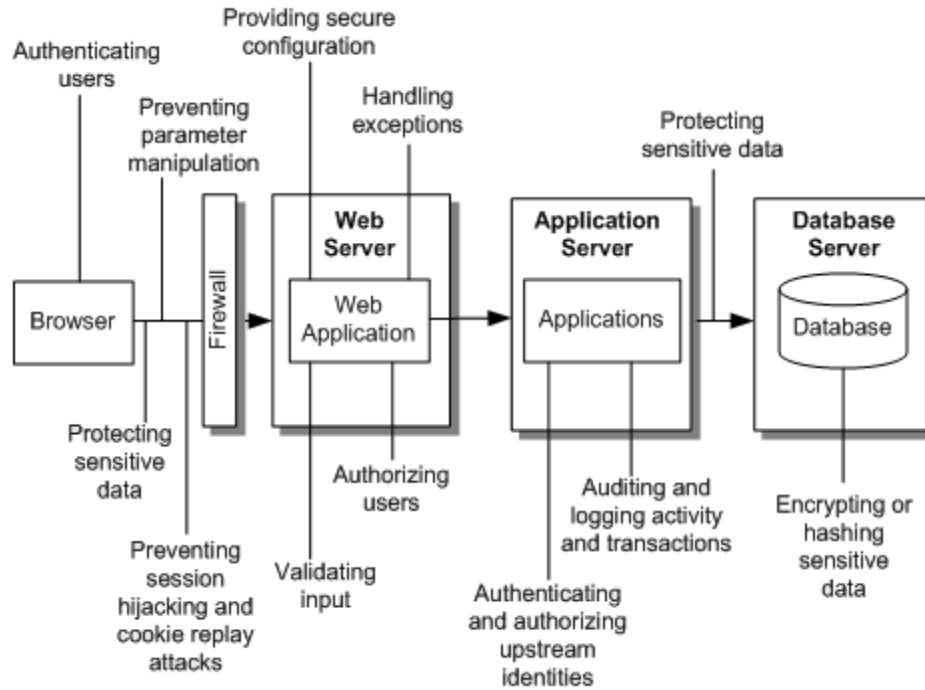 Providing secure
configuration
Authenticating
users
Preventing
parameter
manipulation
Handling
exceptions
Protecting
sensitive data
Web
Server
Application
Server
Database
Server
Browser
Firewall
Web
Application
Applications
Database
Protecting
sensitive
data
Authorizing
users
Auditing and
logging activity
and transactions
Encrypting or
hashing
sensitive
data
Preventing
session
hijacking and
cookie replay
attacks
Validating
input
Authenticating
and authorizing
upstream
identities